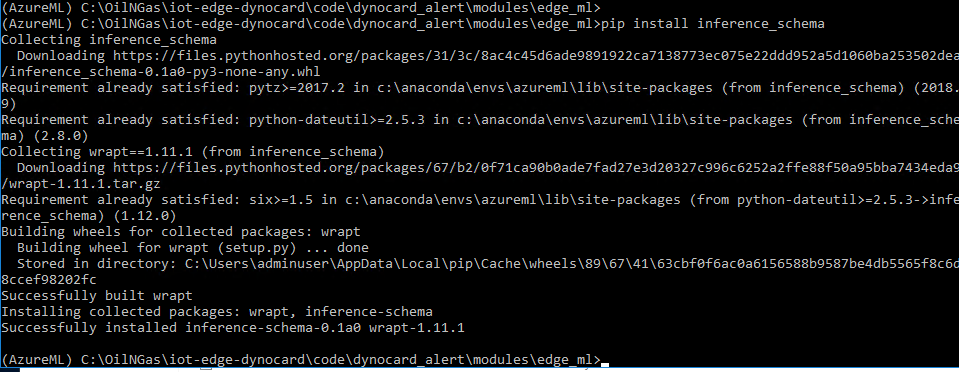 (AzureML) C:\OilNGas\iot-edge-dynocard\code\dynocard_alert\modules\edge_ml>
(AzureML) C:\OilNGas\iot-edge-dynocard\code\dynocard_alert\modules\edge_ml>pip install inference_schema
Collecting inference_schema
  Downloading https://files.pythonhosted.org/packages/31/3c/8ac4c45d6ade9891922ca7138773ec075e22ddd952a5d1060ba253502dea
/inference_schema-0.1a0-py3-none-any.whl
Requirement already satisfied: pytz>=2017.2 in c:\anaconda\envs\azureml\lib\site-packages (from inference_schema) (2018.
9)
Requirement already satisfied: python-dateutil>=2.5.3 in c:\anaconda\envs\azureml\lib\site-packages (from inference_sche
ma) (2.8.0)
Collecting wrapt==1.11.1 (from inference_schema)
  Downloading https://files.pythonhosted.org/packages/67/b2/0f71ca90b0ade7fad27e3d20327c996c6252a2ffe88f50a95bba7434eda9
/wrapt-1.11.1.tar.gz
Requirement already satisfied: six>=1.5 in c:\anaconda\envs\azureml\lib\site-packages (from python-dateutil>=2.5.3->infe
rence_schema) (1.12.0)
Building wheels for collected packages: wrapt
  Building wheel for wrapt (setup.py) ... done
  Stored in directory: C:\Users\adminuser\AppData\Local\pip\Cache\wheels\89\67\41\63cbf0f6ac0a6156588b9587be4db5565f8c6d
8ccef98202fc
Successfully built wrapt
Installing collected packages: wrapt, inference-schema
Successfully installed inference-schema-0.1a0 wrapt-1.11.1
(AzureML) C:\OilNGas\iot-edge-dynocard\code\dynocard_alert\modules\edge_ml>